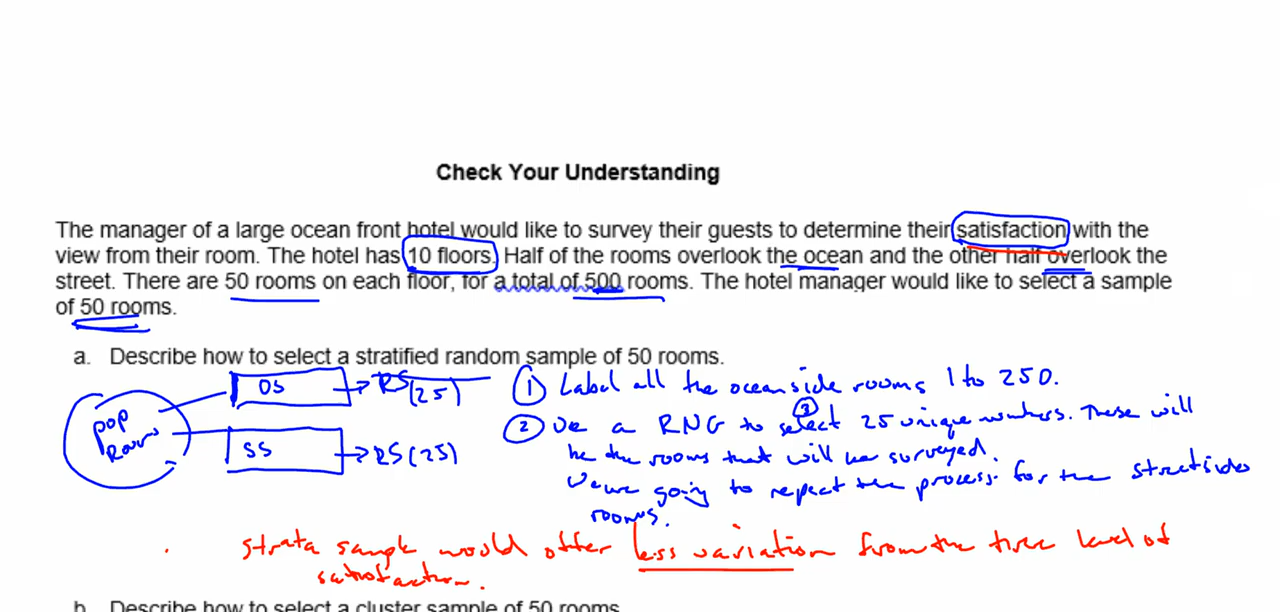 Check Your Understanding
The manager of a large ocean front hotel would like to survey their guests to determine their satisfaction with the
view from their room. The hotel has 10 floors. Half of the rooms overlook the ocean and the other half overlook the
street. There are 50 rooms on each floor, for a total of 500 rooms. The hotel manager would like to select a sample
of 50 rooms.
a. Describe how to select a stratified random sample of 50 rooms.
pop
Rooms
OS
RS(25)
SS
RS(25)
① Label all the oceanside rooms 1 to 250.
② Use a RNG to ③ select 25 unique numbers. These will
be the rooms that will be surveyed.
We're going to repeat the process for the streetside
rooms.
strata sample would offer less variation from the true level of
satisfaction.
b. Describe how to select a cluster sample of 50 rooms